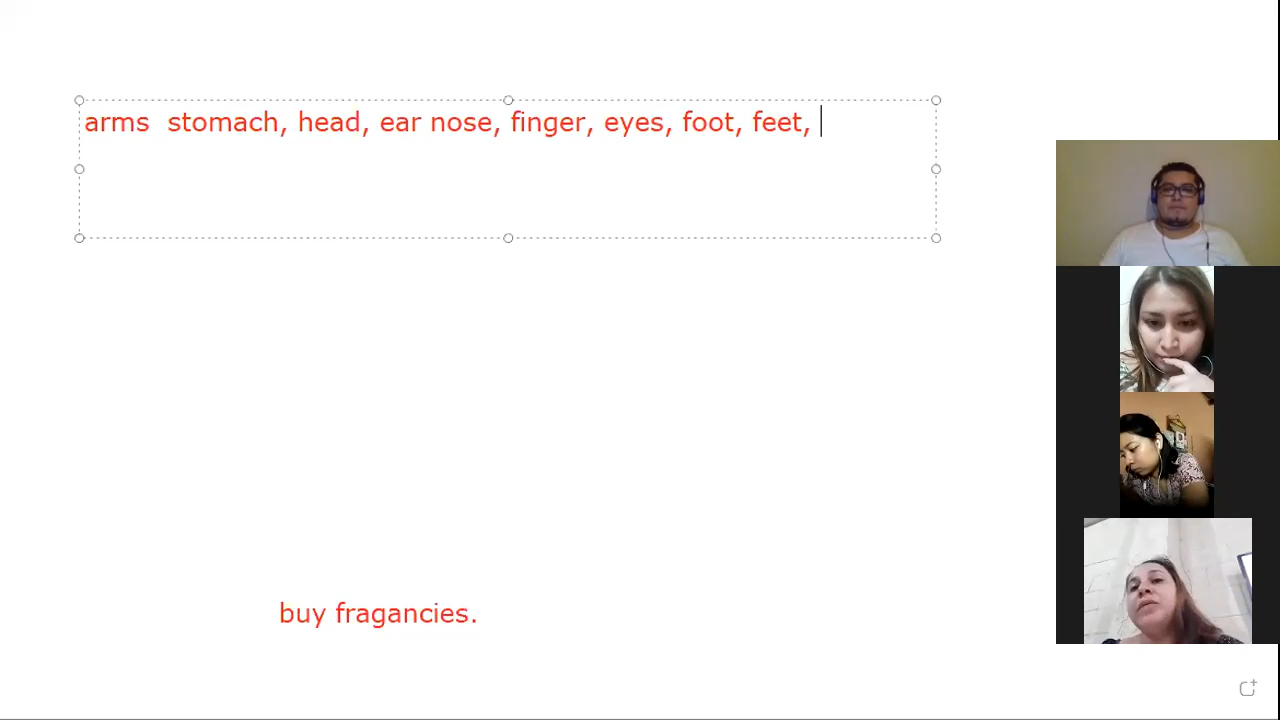 arms  stomach, head, ear nose, finger, eyes, foot, feet,
buy fragancies.